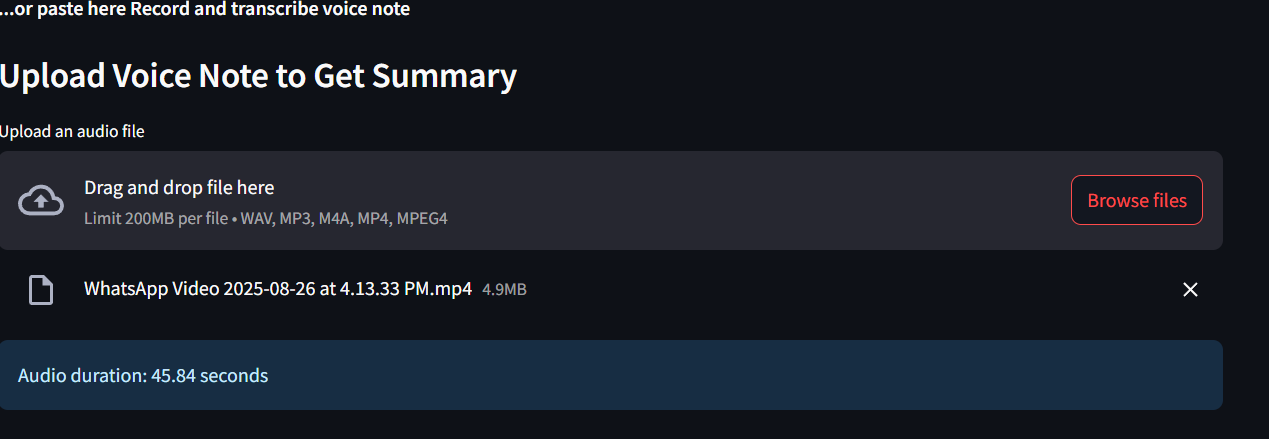 ...or paste here Record and transcribe voice note
Upload Voice Note to Get Summary
Upload an audio file
Drag and drop file here
Limit 200MB per file • WAV, MP3, M4A, MP4, MPEG4
Browse files
WhatsApp Video 2025-08-26 at 4.13.33 PM.mp4 4.9MB
Audio duration: 45.84 seconds